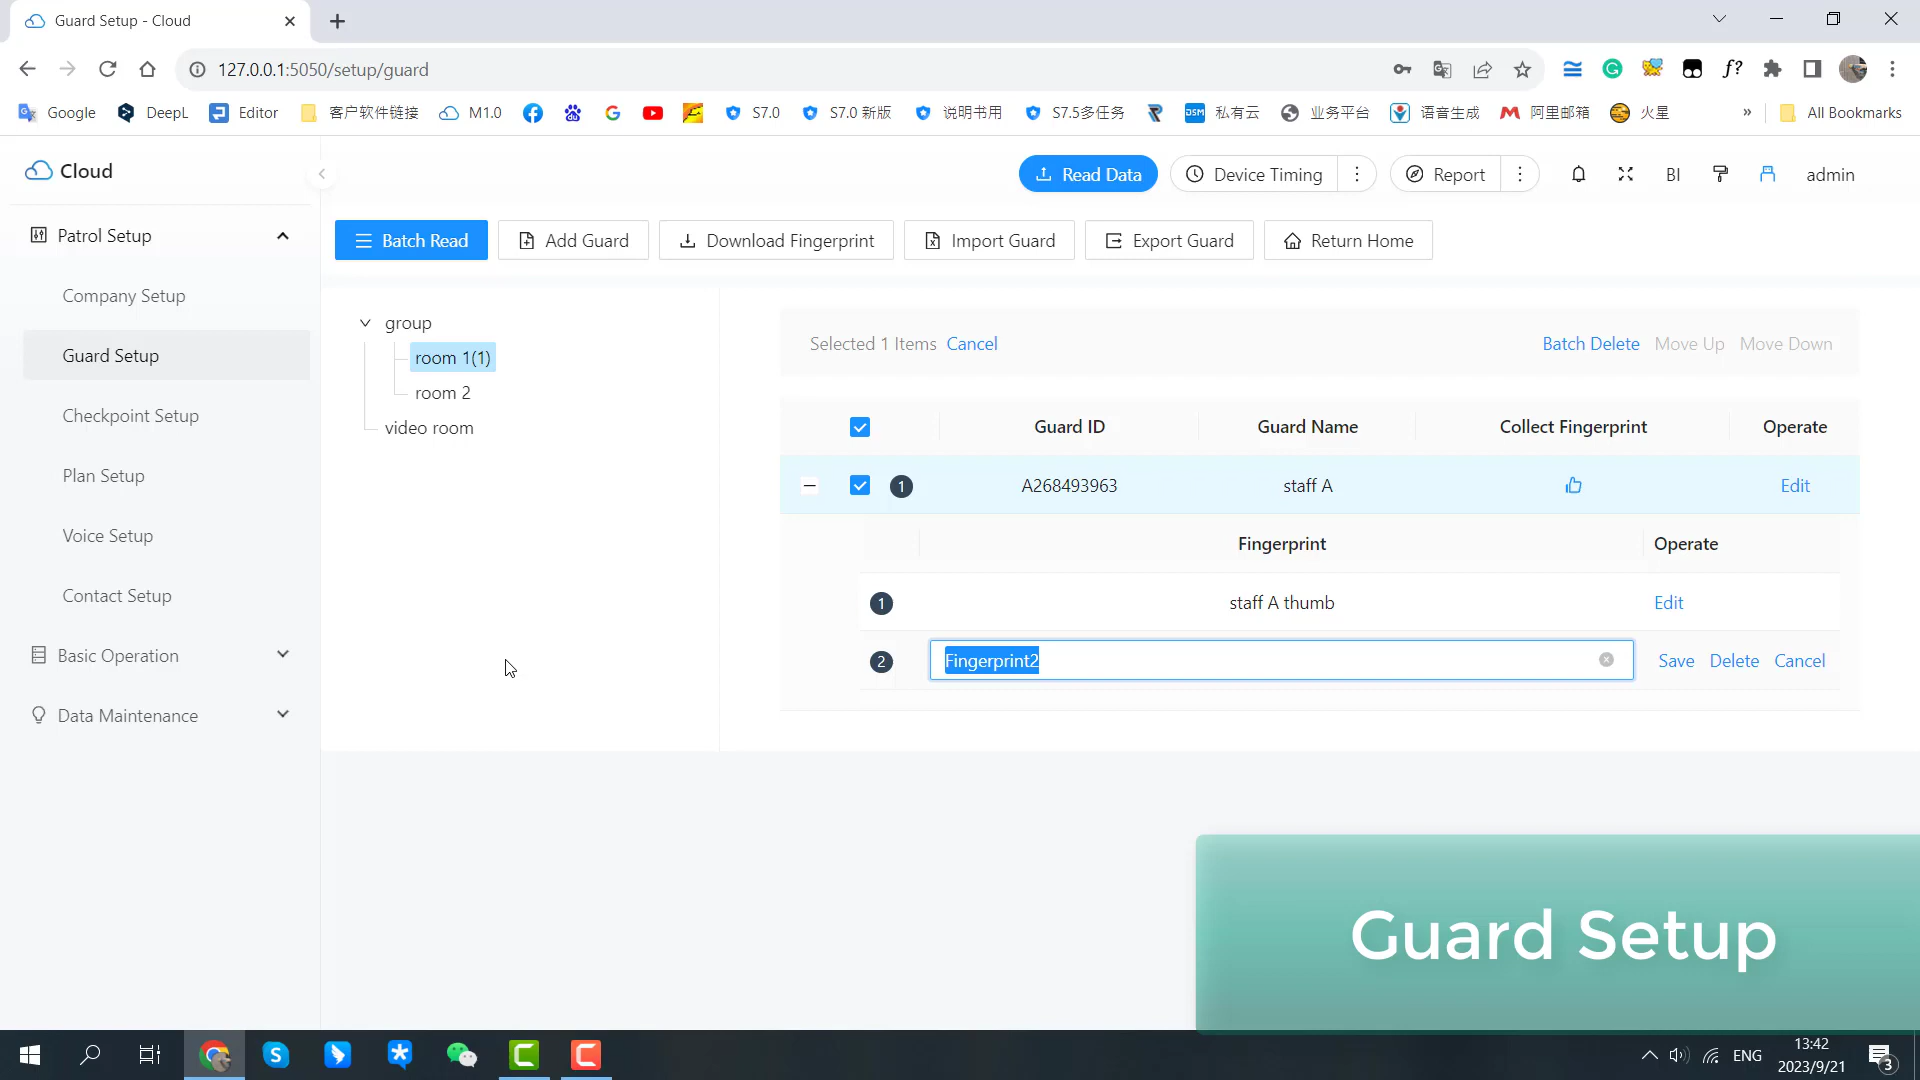 Guard Setup - Cloud
127.0.0.1:5050/setup/guard
Google DeepL Editor 客户软件链接 M1.0 S7.0 S7.0 新版 说明书用 S7.5多任务 私有云 业务平台 语音生成 阿里邮箱 火星 » All Bookmarks
Cloud
Read Data Device Timing Report BI admin
Patrol Setup
Batch Read Add Guard Download Fingerprint Import Guard Export Guard Return Home
Company Setup
Guard Setup
Checkpoint Setup
Plan Setup
Voice Setup
Contact Setup
Basic Operation
Data Maintenance
group
room 1(1)
room 2
video room
Selected 1 Items Cancel Batch Delete Move Up Move Down
Guard ID Guard Name Collect Fingerprint Operate
1 A268493963 staff A Edit
Fingerprint Operate
1 staff A thumb Edit
2 Fingerprint2 Save Delete Cancel
Guard Setup
ENG
13:42
2023/9/21
3